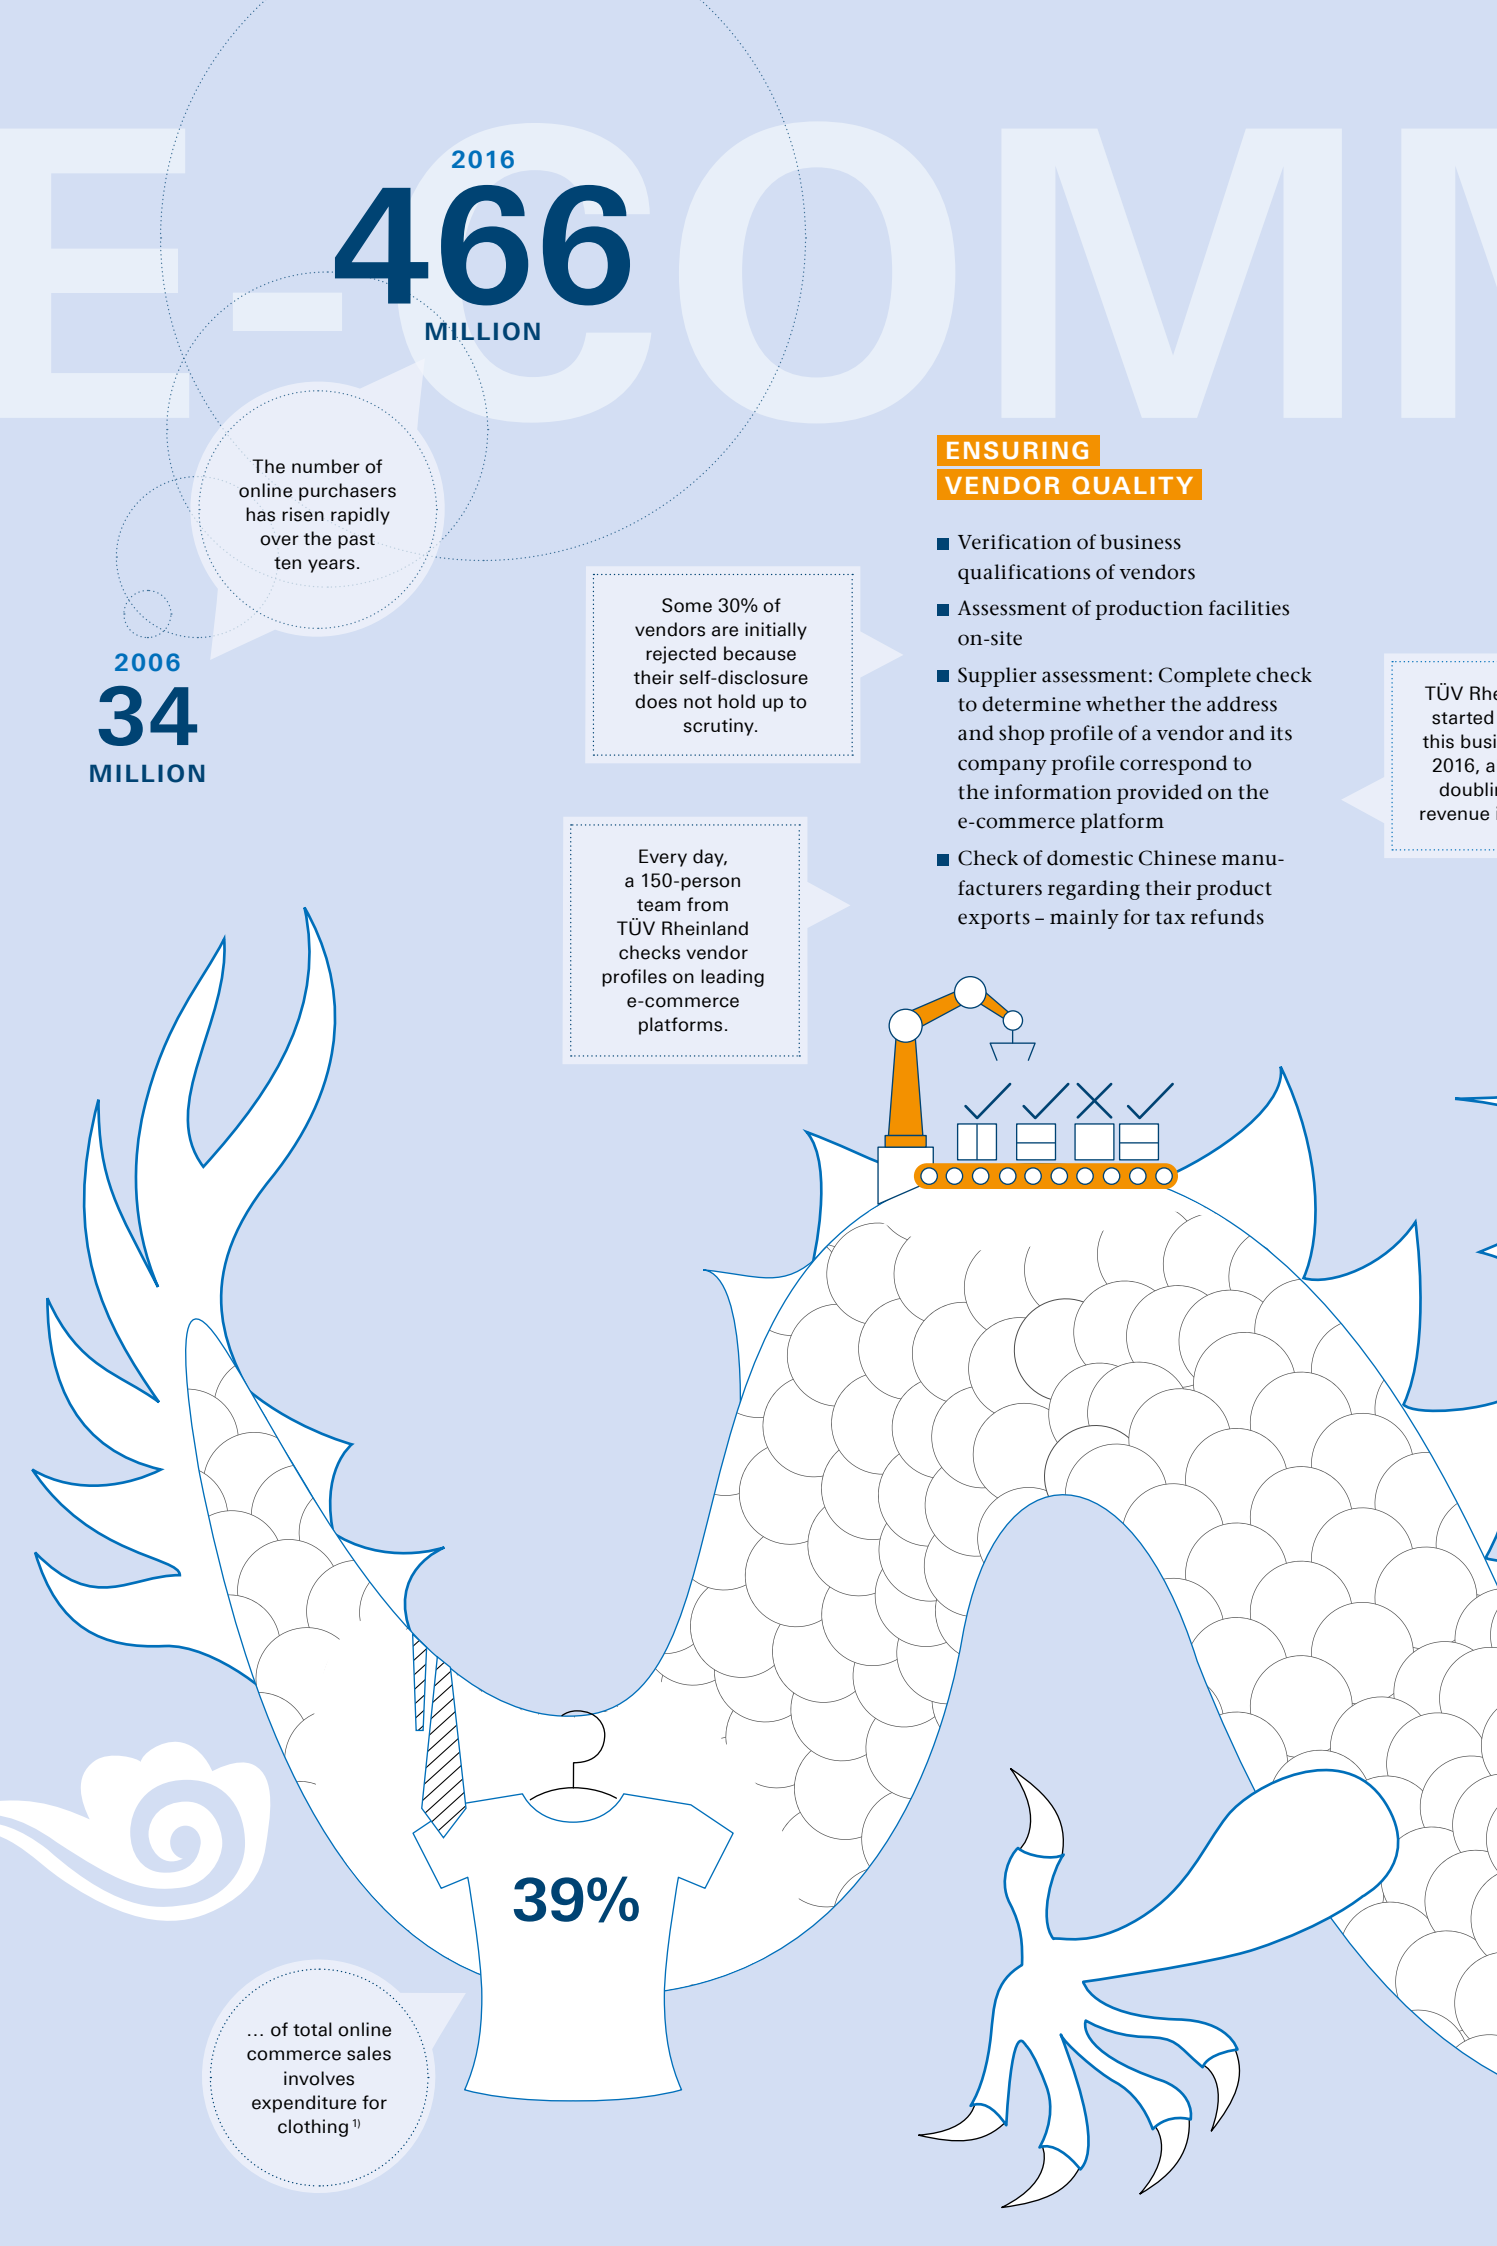 E-COMM
2016
466
MILLION
The number of
online purchasers
has risen rapidly
over the past
ten years.
2006
34
MILLION
Some 30% of
vendors are initially
rejected because
their self-disclosure
does not hold up to
scrutiny.
Every day,
a 150-person
team from
TÜV Rheinland
checks vendor
profiles on leading
e-commerce
platforms.
ENSURING
VENDOR QUALITY
■ Verification of business
qualifications of vendors
■ Assessment of production facilities
on-site
■ Supplier assessment: Complete check
to determine whether the address
and shop profile of a vendor and its
company profile correspond to
the information provided on the
e-commerce platform
■ Check of domestic Chinese manu-
facturers regarding their product
exports – mainly for tax refunds
TÜV
started
this
2016,
revenue
39%
… of total online
commerce sales
involves
expenditure for
clothing 1)